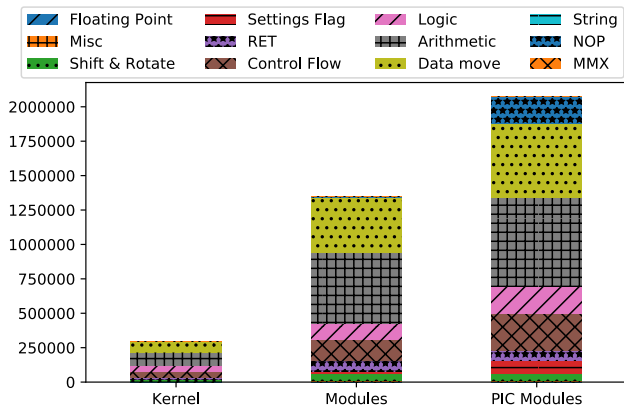 Floating Point Settings Flag Logic String
Misc RET Arithmetic NOP
Shift & Rotate Control Flow Data move MMX
2000000
1750000
1500000
1250000
1000000
750000
500000
250000
0
Kernel Modules PIC Modules